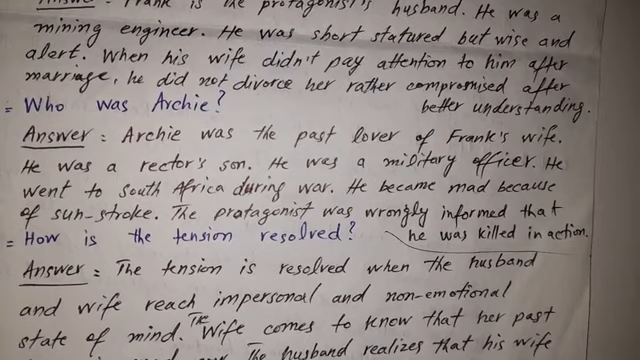 Answer - Frank is the protagonist's husband. He was a
mining engineer. He was short statured but wise and
alert. When his wife didn't pay attention to him after
marriage, he did not divorce her rather compromised after
better understanding.
= Who was Archie?
Answer : Archie was the past lover of Frank's wife.
He was a rector's son. He was a military officer. He
went to South Africa during war. He became mad because
of sun-stroke. The protagonist was wrongly informed that
he was killed in action.
= How is the tension resolved?
Answer : The tension is resolved when the husband
and wife reach impersonal and non-emotional
state of mind. The Wife comes to know that her past
The husband realizes that his wife